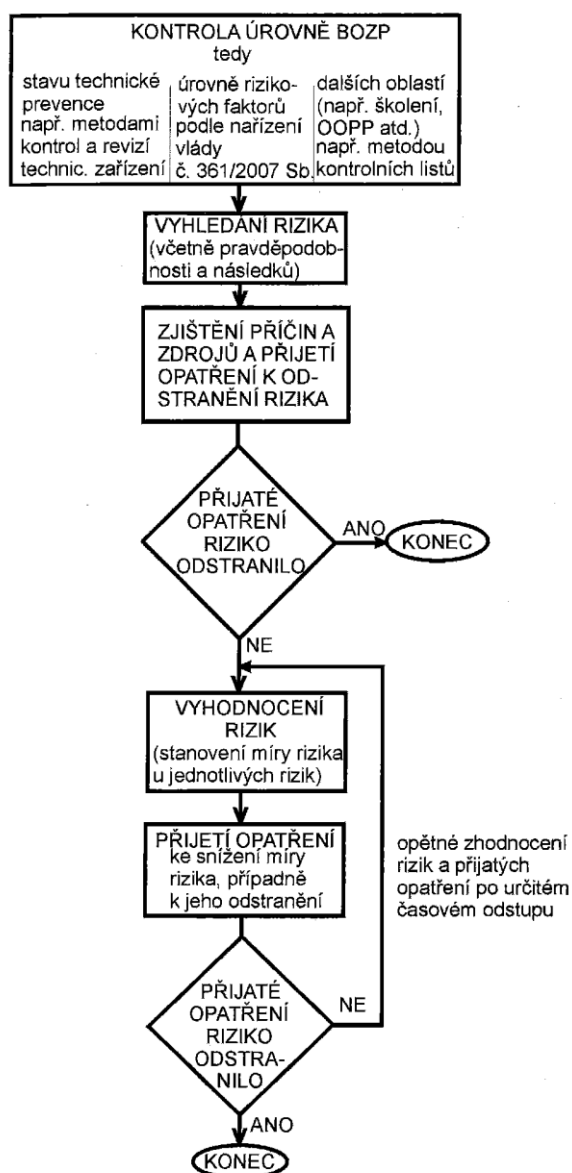 KONTROLA ÚROVNĚ BOZP
tedy
stavu technické
prevence
např. metodami
kontrol a revizí
technic. zařízení
úrovně riziko-
vých faktorů
podle nařízení
vlády
č. 361/2007 Sb.
dalších oblastí
(např. školení,
OOPP atd.)
např. metodou
kontrolních listů
VYHLEDÁNÍ RIZIKA
(včetně pravděpodob-
nosti a následků)
ZJIŠTĚNÍ PŘÍČIN A
ZDROJŮ A PŘIJETÍ
OPATŘENÍ K OD-
STRANĚNÍ RIZIKA
PŘIJATÉ
OPATŘENÍ
RIZIKO
ODSTRANILO
ANO
KONEC
NE
VYHODNOCENÍ
RIZIK
(stanovení míry rizika
u jednotlivých rizik)
PŘIJETÍ OPATŘENÍ
ke snížení míry
rizika, případně
k jeho odstranění
opětné zhodnocení
rizik a přijatých
opatření po určitém
časovém odstupu
PŘIJATÉ
OPATŘENÍ
RIZIKO
ODSTRA-
NILO
NE
ANO
KONEC